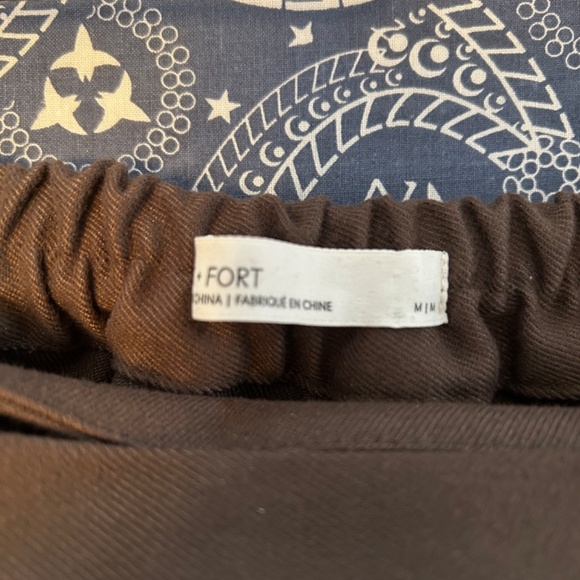 + FORT
CHINA | FABRIQUÉ EN CHINE
M | M